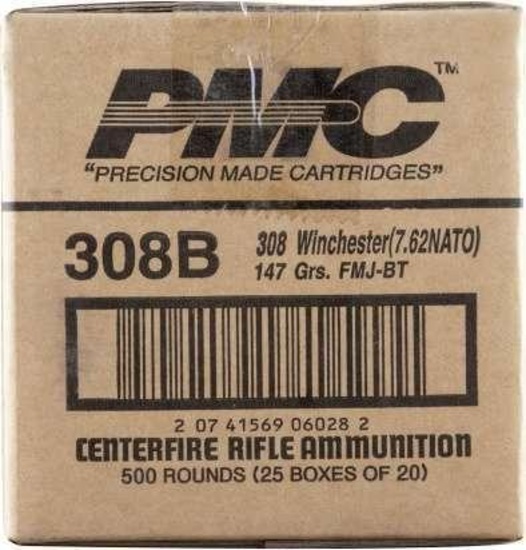 PMC™
"PRECISION MADE CARTRIDGES"
308B
308 Winchester(7.62NATO)
147 Grs. FMJ-BT
2 07 41569 06028 2
CENTERFIRE RIFLE AMMUNITION
500 ROUNDS (25 BOXES OF 20)